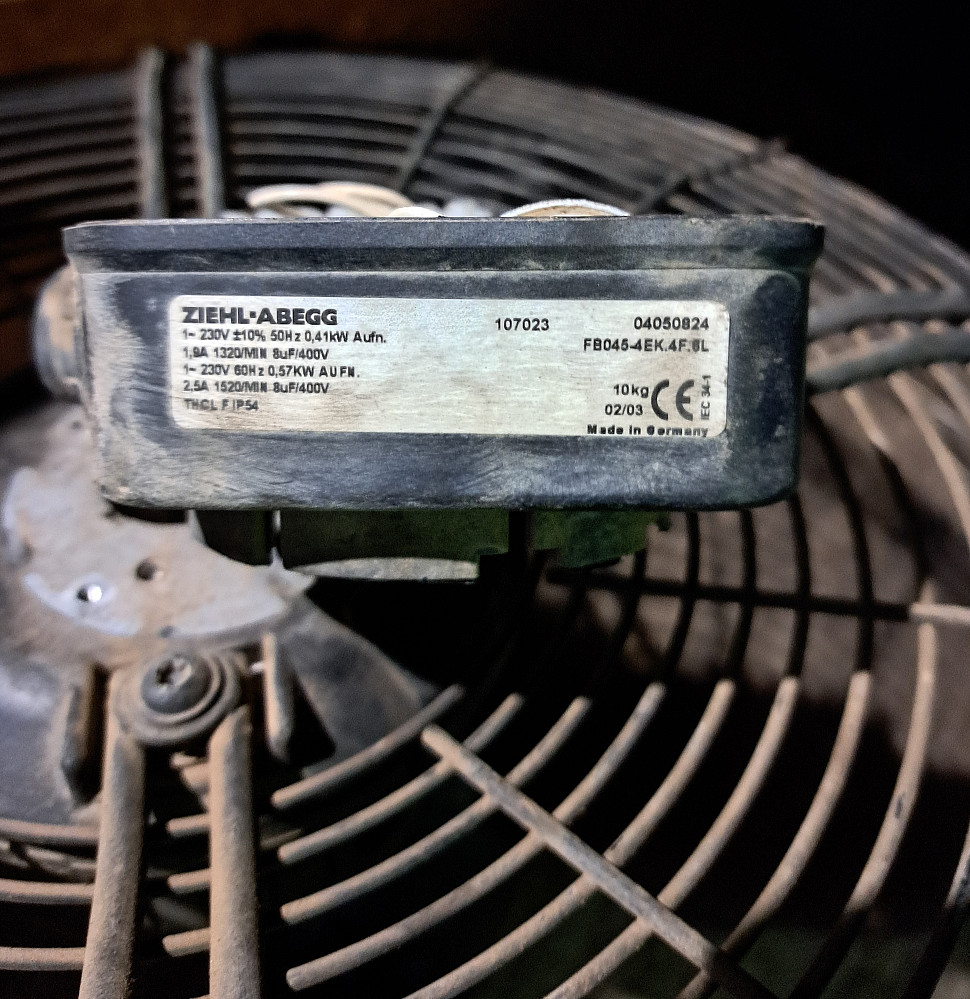 ZIEHL-ABEGG
1~ 230V ±10% 50Hz 0,41kW Aufn.
1,9A 1320/MIN 8uF/400V
1~ 230V 60Hz 0,57KW AUFN.
2,5A 1520/MIN 8uF/400V
THCL F IP54
107023
04050824
FB045-4EK.4F.6L
10kg CE
02/03
IEC 34-1
Made in Germany